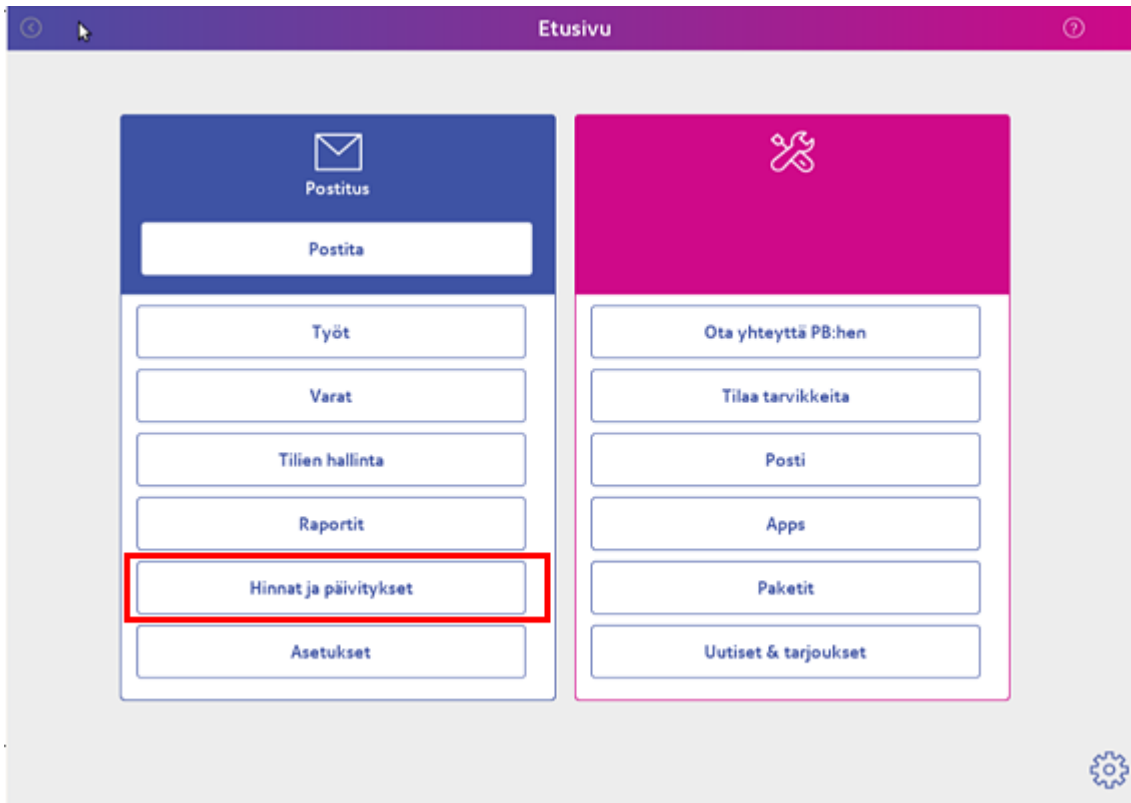 Etusivu
Postitus
Postita
Työt
Varat
Tilien hallinta
Raportit
Hinnat ja päivitykset
Asetukset
Ota yhteyttä PB:hen
Tilaa tarvikkeita
Posti
Apps
Paketit
Uutiset & tarjoukset